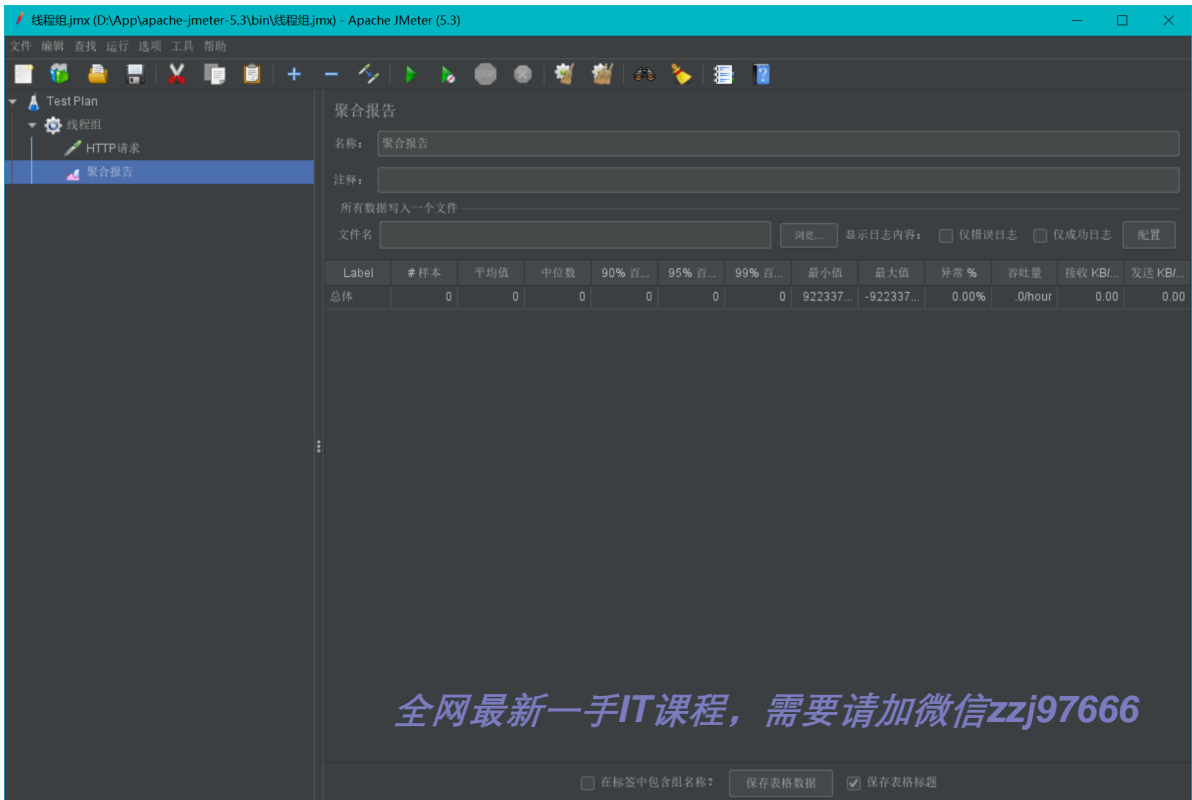 线程组.jmx (D:\App\apache-jmeter-5.3\bin\线程组.jmx) - Apache JMeter (5.3)
文件 编辑 查找 运行 选项 工具 帮助
Test Plan
线程组
HTTP请求
聚合报告
聚合报告
名称： 聚合报告
注释：
所有数据写入一个文件
文件名 浏览... 显示日志内容： 仅错误日志 仅成功日志 配置
Label # 样本 平均值 中位数 90% 百... 95% 百... 99% 百... 最小值 最大值 异常 % 吞吐量 接收 KB/... 发送 KB/...
总体 0 0 0 0 0 0 922337... -922337... 0.00% .0/hour 0.00 0.00
全网最新一手IT课程，需要请加微信zzj97666
在标签中包含组名称？ 保存表格数据 保存表格标题